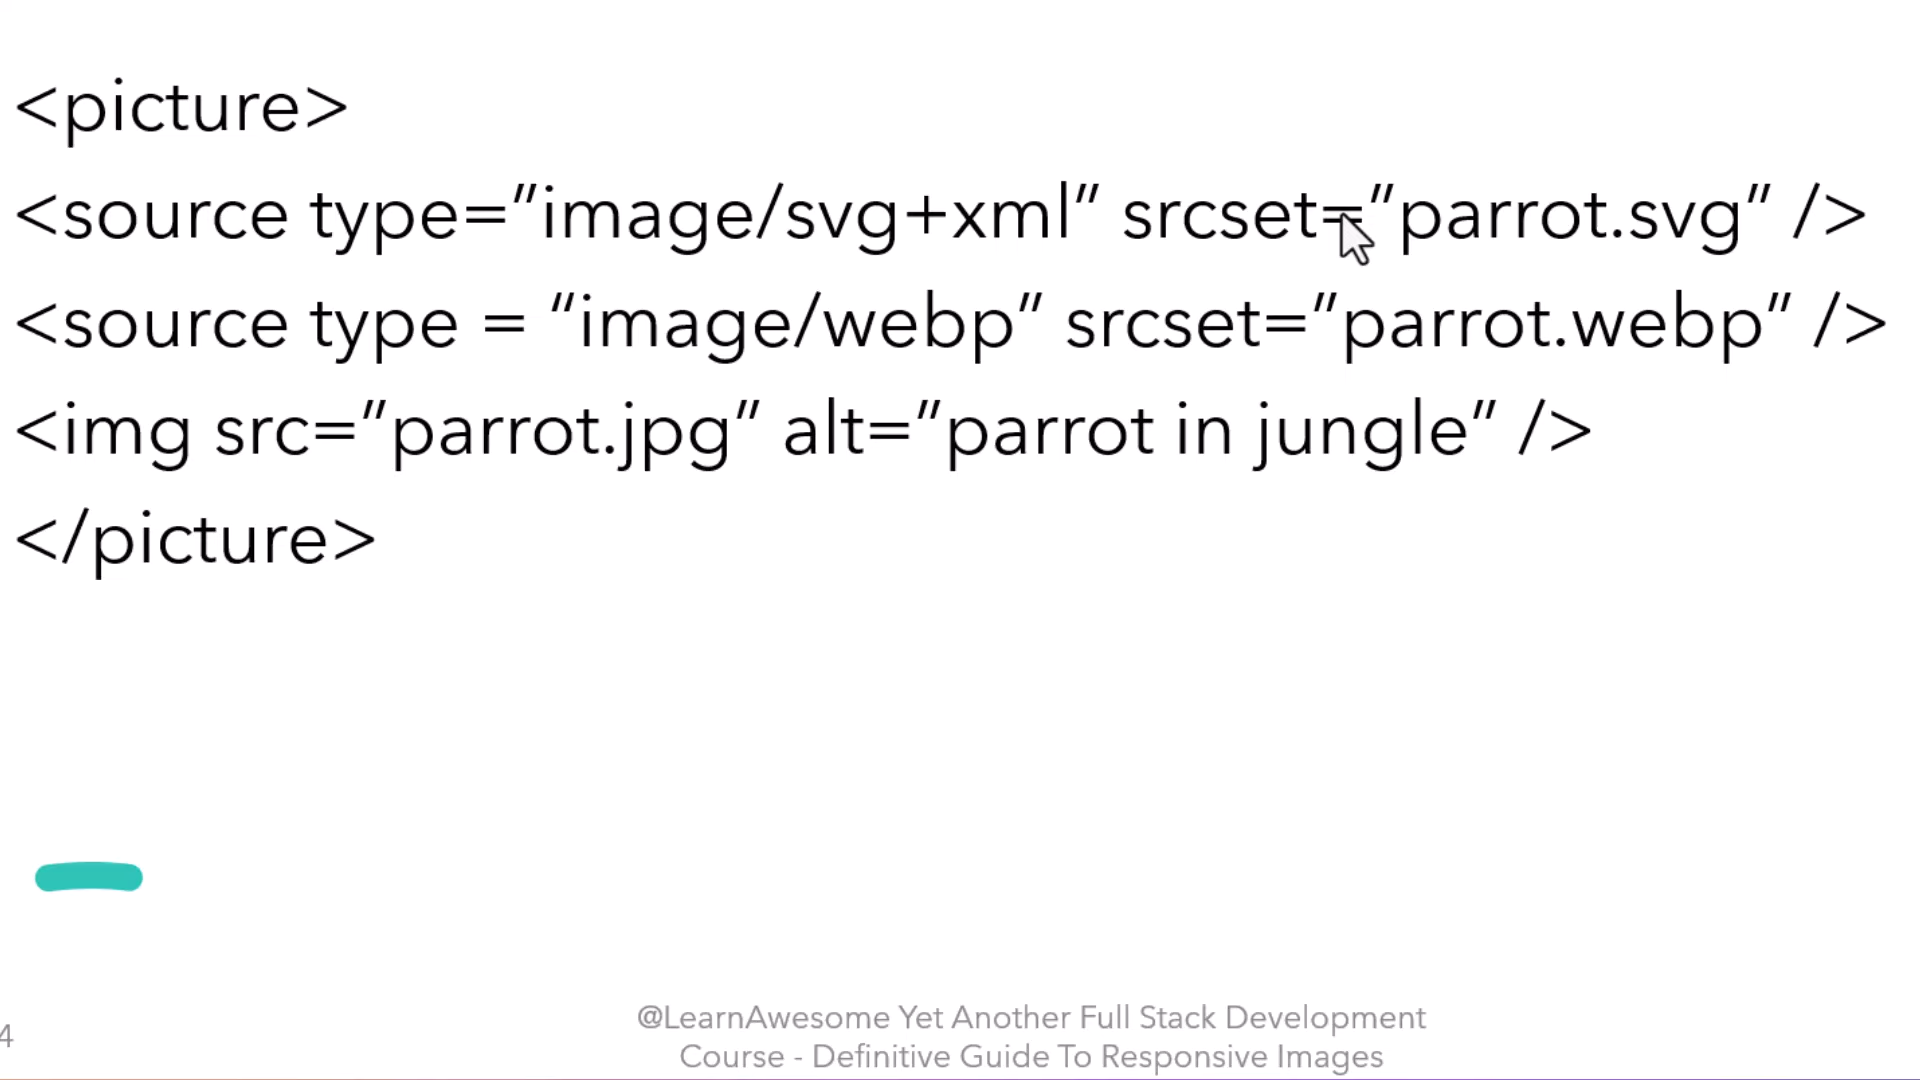 <picture>
<source type=”image/svg+xml” srcset=”parrot.svg” />
<source type = “image/webp” srcset=”parrot.webp” />
<img src=”parrot.jpg” alt=”parrot in jungle” />
</picture>
4
@LearnAwesome Yet Another Full Stack Development
Course - Definitive Guide To Responsive Images